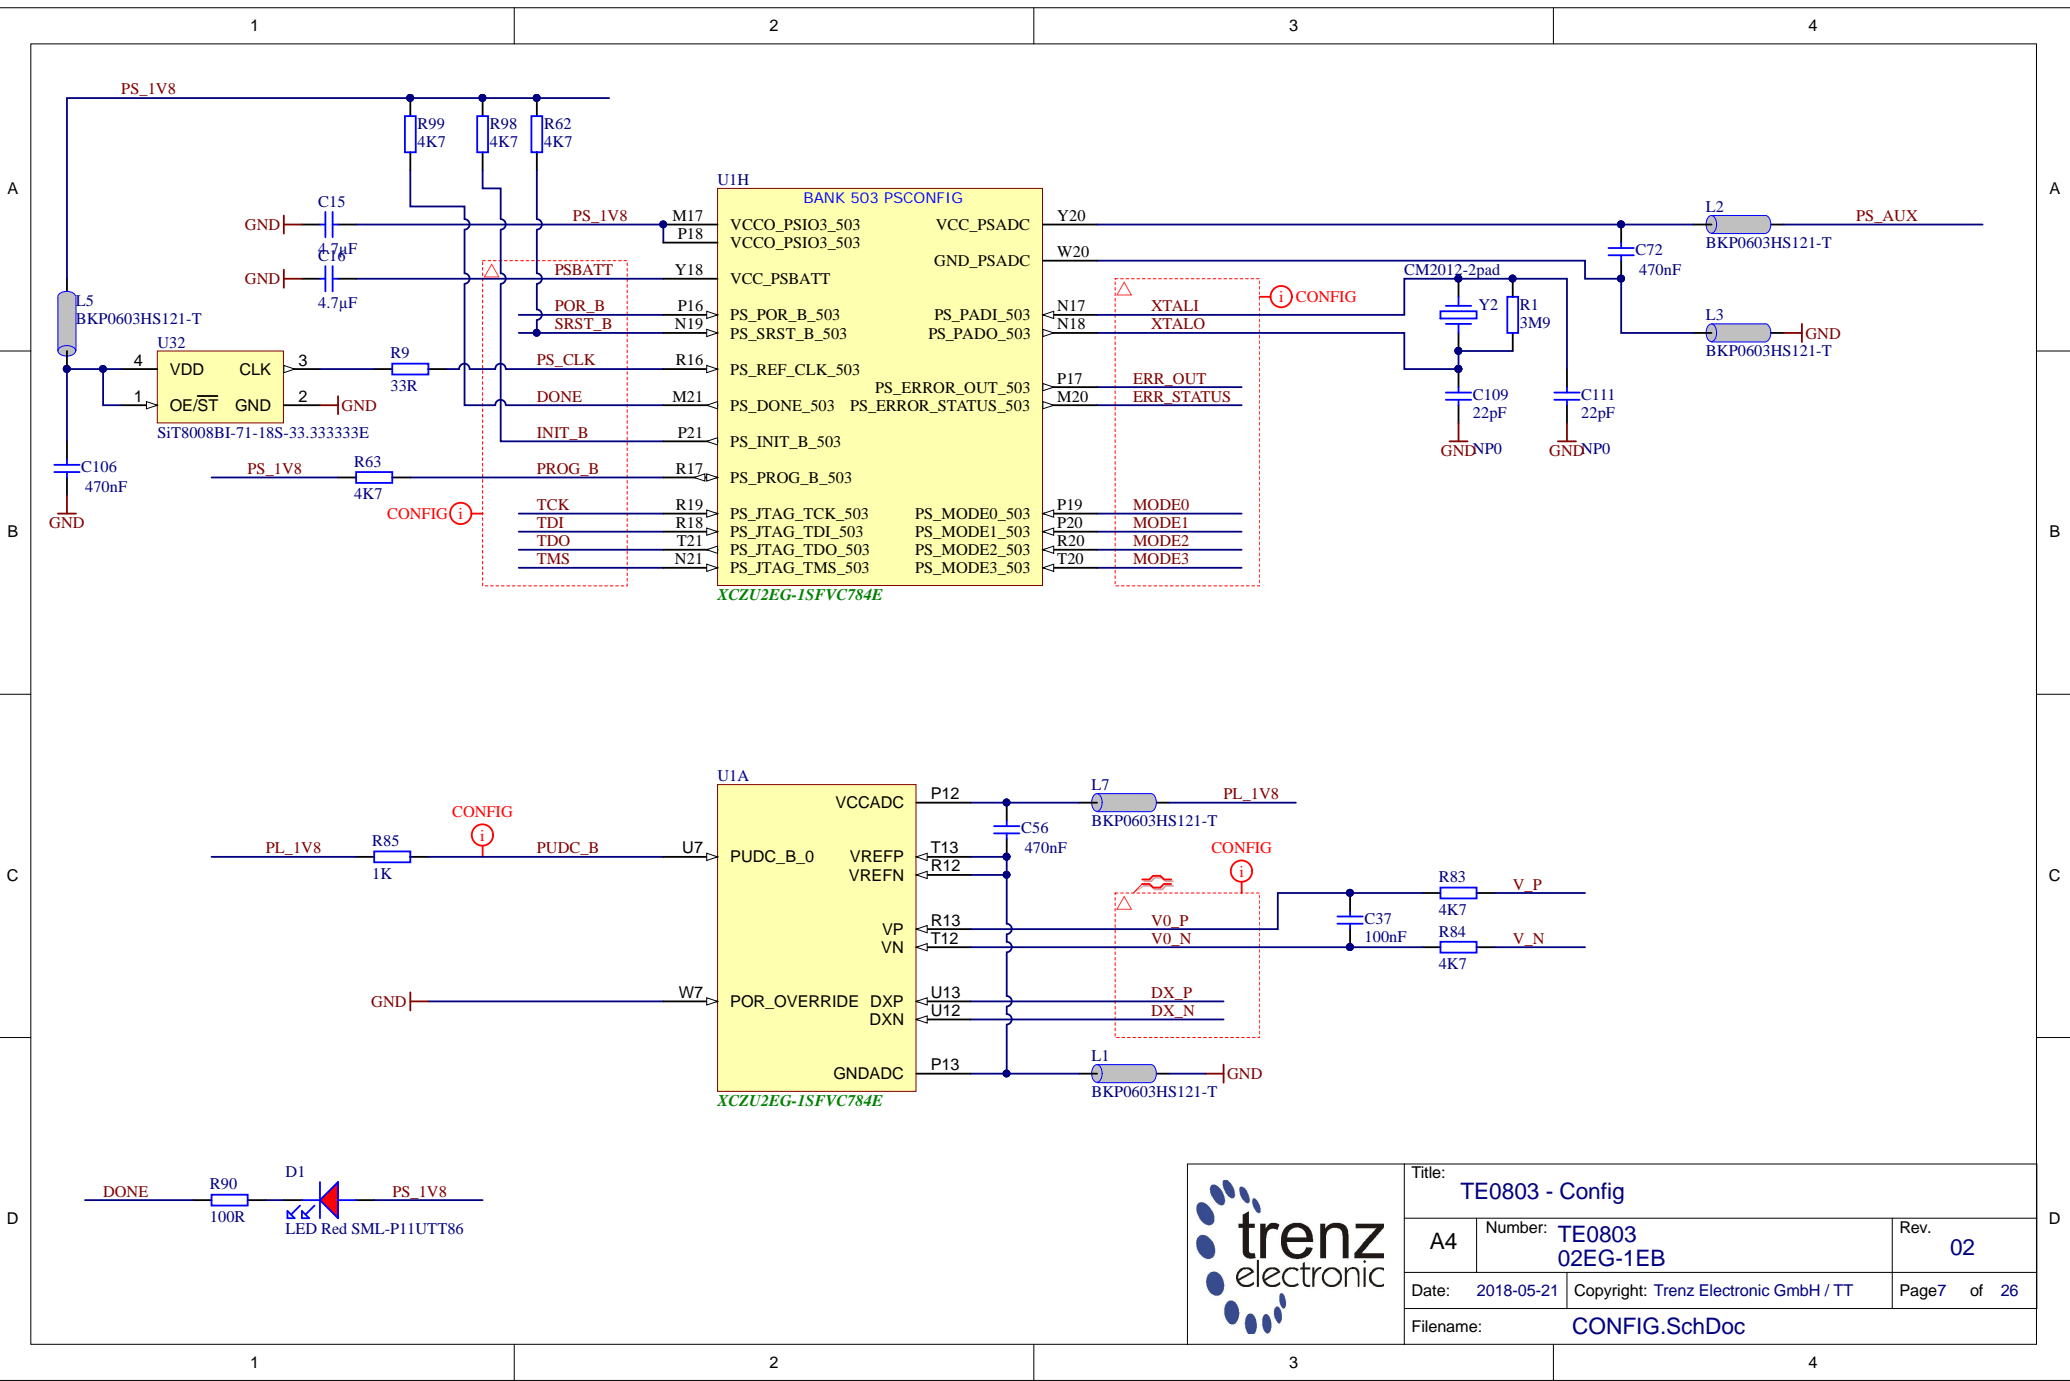 1 2 3 4
A
B
C
D
A
B
C
D
PS_1V8
R99
4K7
R98
4K7
R62
4K7
C15
4.7µF
GND
PS_1V8
C16
4.7µF
GND
PSBATT
POR_B
SRST_B
PS_CLK
DONE
INIT_B
PROG_B
TCK
TDI
TDO
TMS
L5
BKP0603HS121-T
U32
4 VDD CLK 3
1 OE/ST GND 2
GND
SiT8008BI-71-18S-33.333333E
R9
33R
C106
470nF
GND
PS_1V8
R63
4K7
CONFIG i
U1H
BANK 503 PSCONFIG
M17 VCCO_PSIO3_503
P18 VCCO_PSIO3_503
Y18 VCC_PSBATT
P16 PS_POR_B_503
N19 PS_SRST_B_503
R16 PS_REF_CLK_503
M21 PS_DONE_503
P21 PS_INIT_B_503
R17 PS_PROG_B_503
R19 PS_JTAG_TCK_503
R18 PS_JTAG_TDI_503
T21 PS_JTAG_TDO_503
N21 PS_JTAG_TMS_503
VCC_PSADC Y20
GND_PSADC W20
PS_PADI_503 N17
PS_PADO_503 N18
PS_ERROR_OUT_503 P17
PS_ERROR_STATUS_503 M20
PS_MODE0_503 P19
PS_MODE1_503 P20
PS_MODE2_503 R20
PS_MODE3_503 T20
XCZU2EG-1SFVC784E
XTALI
XTALO
ERR_OUT
ERR_STATUS
MODE0
MODE1
MODE2
MODE3
i CONFIG
CM2012-2pad
Y2
R1
3M9
C109
22pF
GND NP0
C111
22pF
GND NP0
L2
BKP0603HS121-T
PS_AUX
C72
470nF
L3
BKP0603HS121-T
GND
U1A
PL_1V8
R85
1K
CONFIG
i
PUDC_B
U7 PUDC_B_0
GND
W7 POR_OVERRIDE
VCCADC P12
VREFP T13
VREFN R12
VP R13
VN T12
DXP U13
DXN U12
GNDADC P13
XCZU2EG-1SFVC784E
L7
BKP0603HS121-T
PL_1V8
C56
470nF
CONFIG
i
V0_P
V0_N
DX_P
DX_N
C37
100nF
R83
4K7
V_P
R84
4K7
V_N
L1
BKP0603HS121-T
GND
DONE
R90
100R
D1
PS_1V8
LED Red SML-P11UTT86
trenz
electronic
Title:
TE0803 - Config
A4
Number: TE0803
02EG-1EB
Rev.
02
Date: 2018-05-21
Copyright: Trenz Electronic GmbH / TT
Page7 of 26
Filename: CONFIG.SchDoc
1 2 3 4